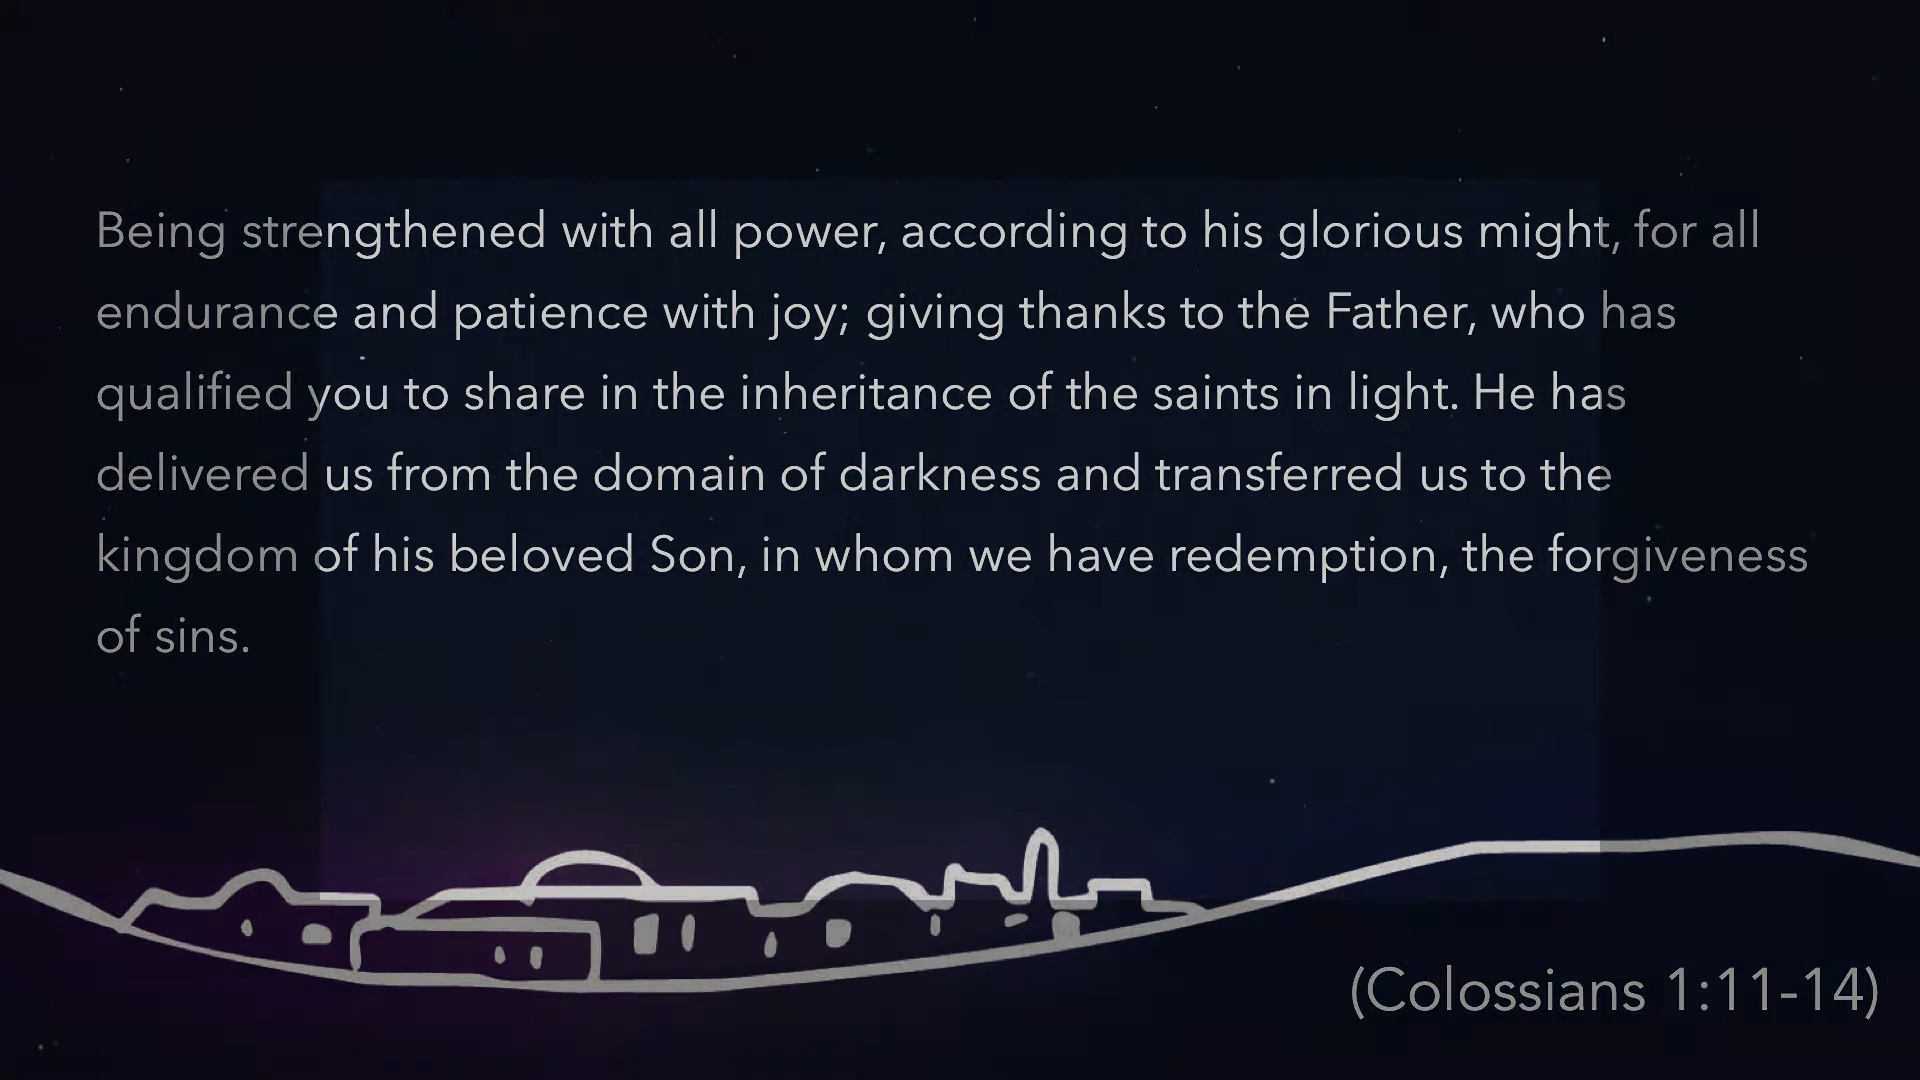 Being strengthened with all power, according to his glorious might, for all
endurance and patience with joy; giving thanks to the Father, who has
qualified you to share in the inheritance of the saints in light. He has
delivered us from the domain of darkness and transferred us to the
kingdom of his beloved Son, in whom we have redemption, the forgiveness
of sins.
(Colossians 1:11-14)